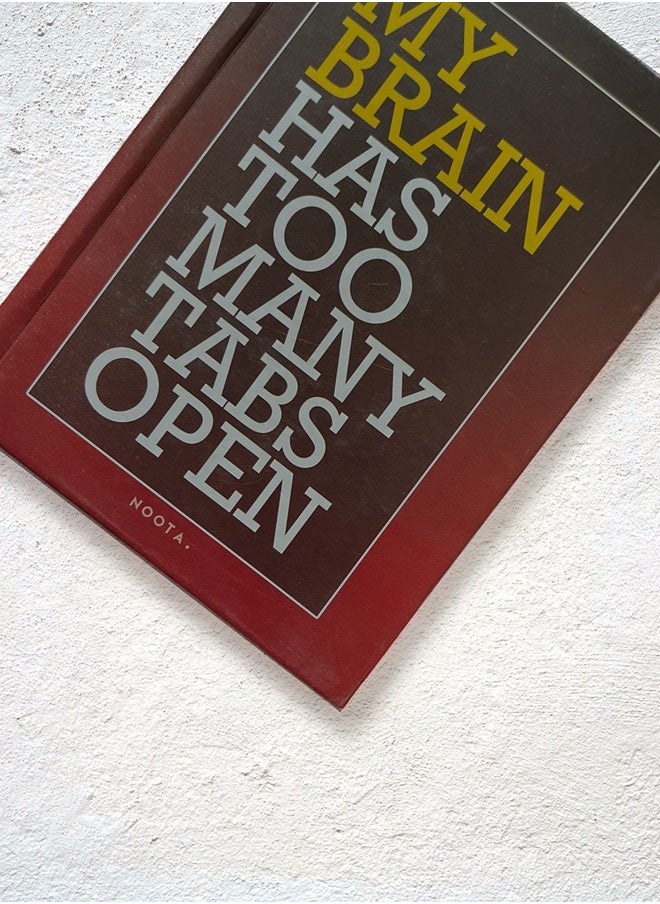 MY
BRAIN
HAS
TOO
MANY
TABS
OPEN
NOOTA.